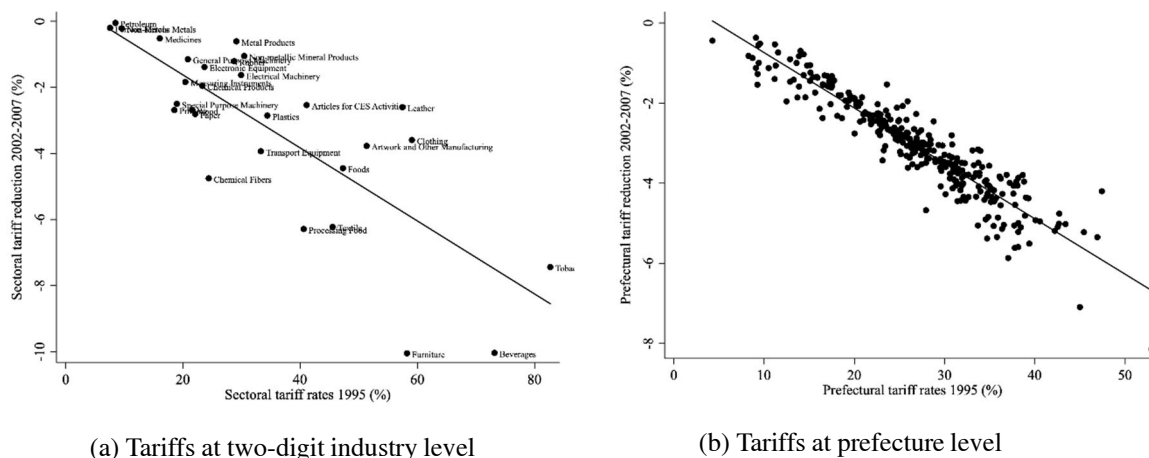 Sectoral tariff reduction 2002-2007 (%)
0
-2
-4
-6
-8
-10
Petroleum
Metals
Medicines
Metal Products
General Purpose Machinery
Non-metallic Mineral Products
Rubber
Electronic Equipment
Electrical Machinery
Measuring Instruments
Chemical Products
Special Purpose Machinery
Articles for CES Activiti
Leather
Paper
Plastics
Clothing
Transport Equipment
Artwork and Other Manufacturing
Foods
Chemical Fibers
Processing Food
Textile
Toba
Furniture
Beverages
0 20 40 60 80
Sectoral tariff rates 1995 (%)
(a) Tariffs at two-digit industry level
Prefectural tariff reduction 2002-2007 (%)
0
-2
-4
-6
-8
0 10 20 30 40 50
Prefectural tariff rates 1995 (%)
(b) Tariffs at prefecture level